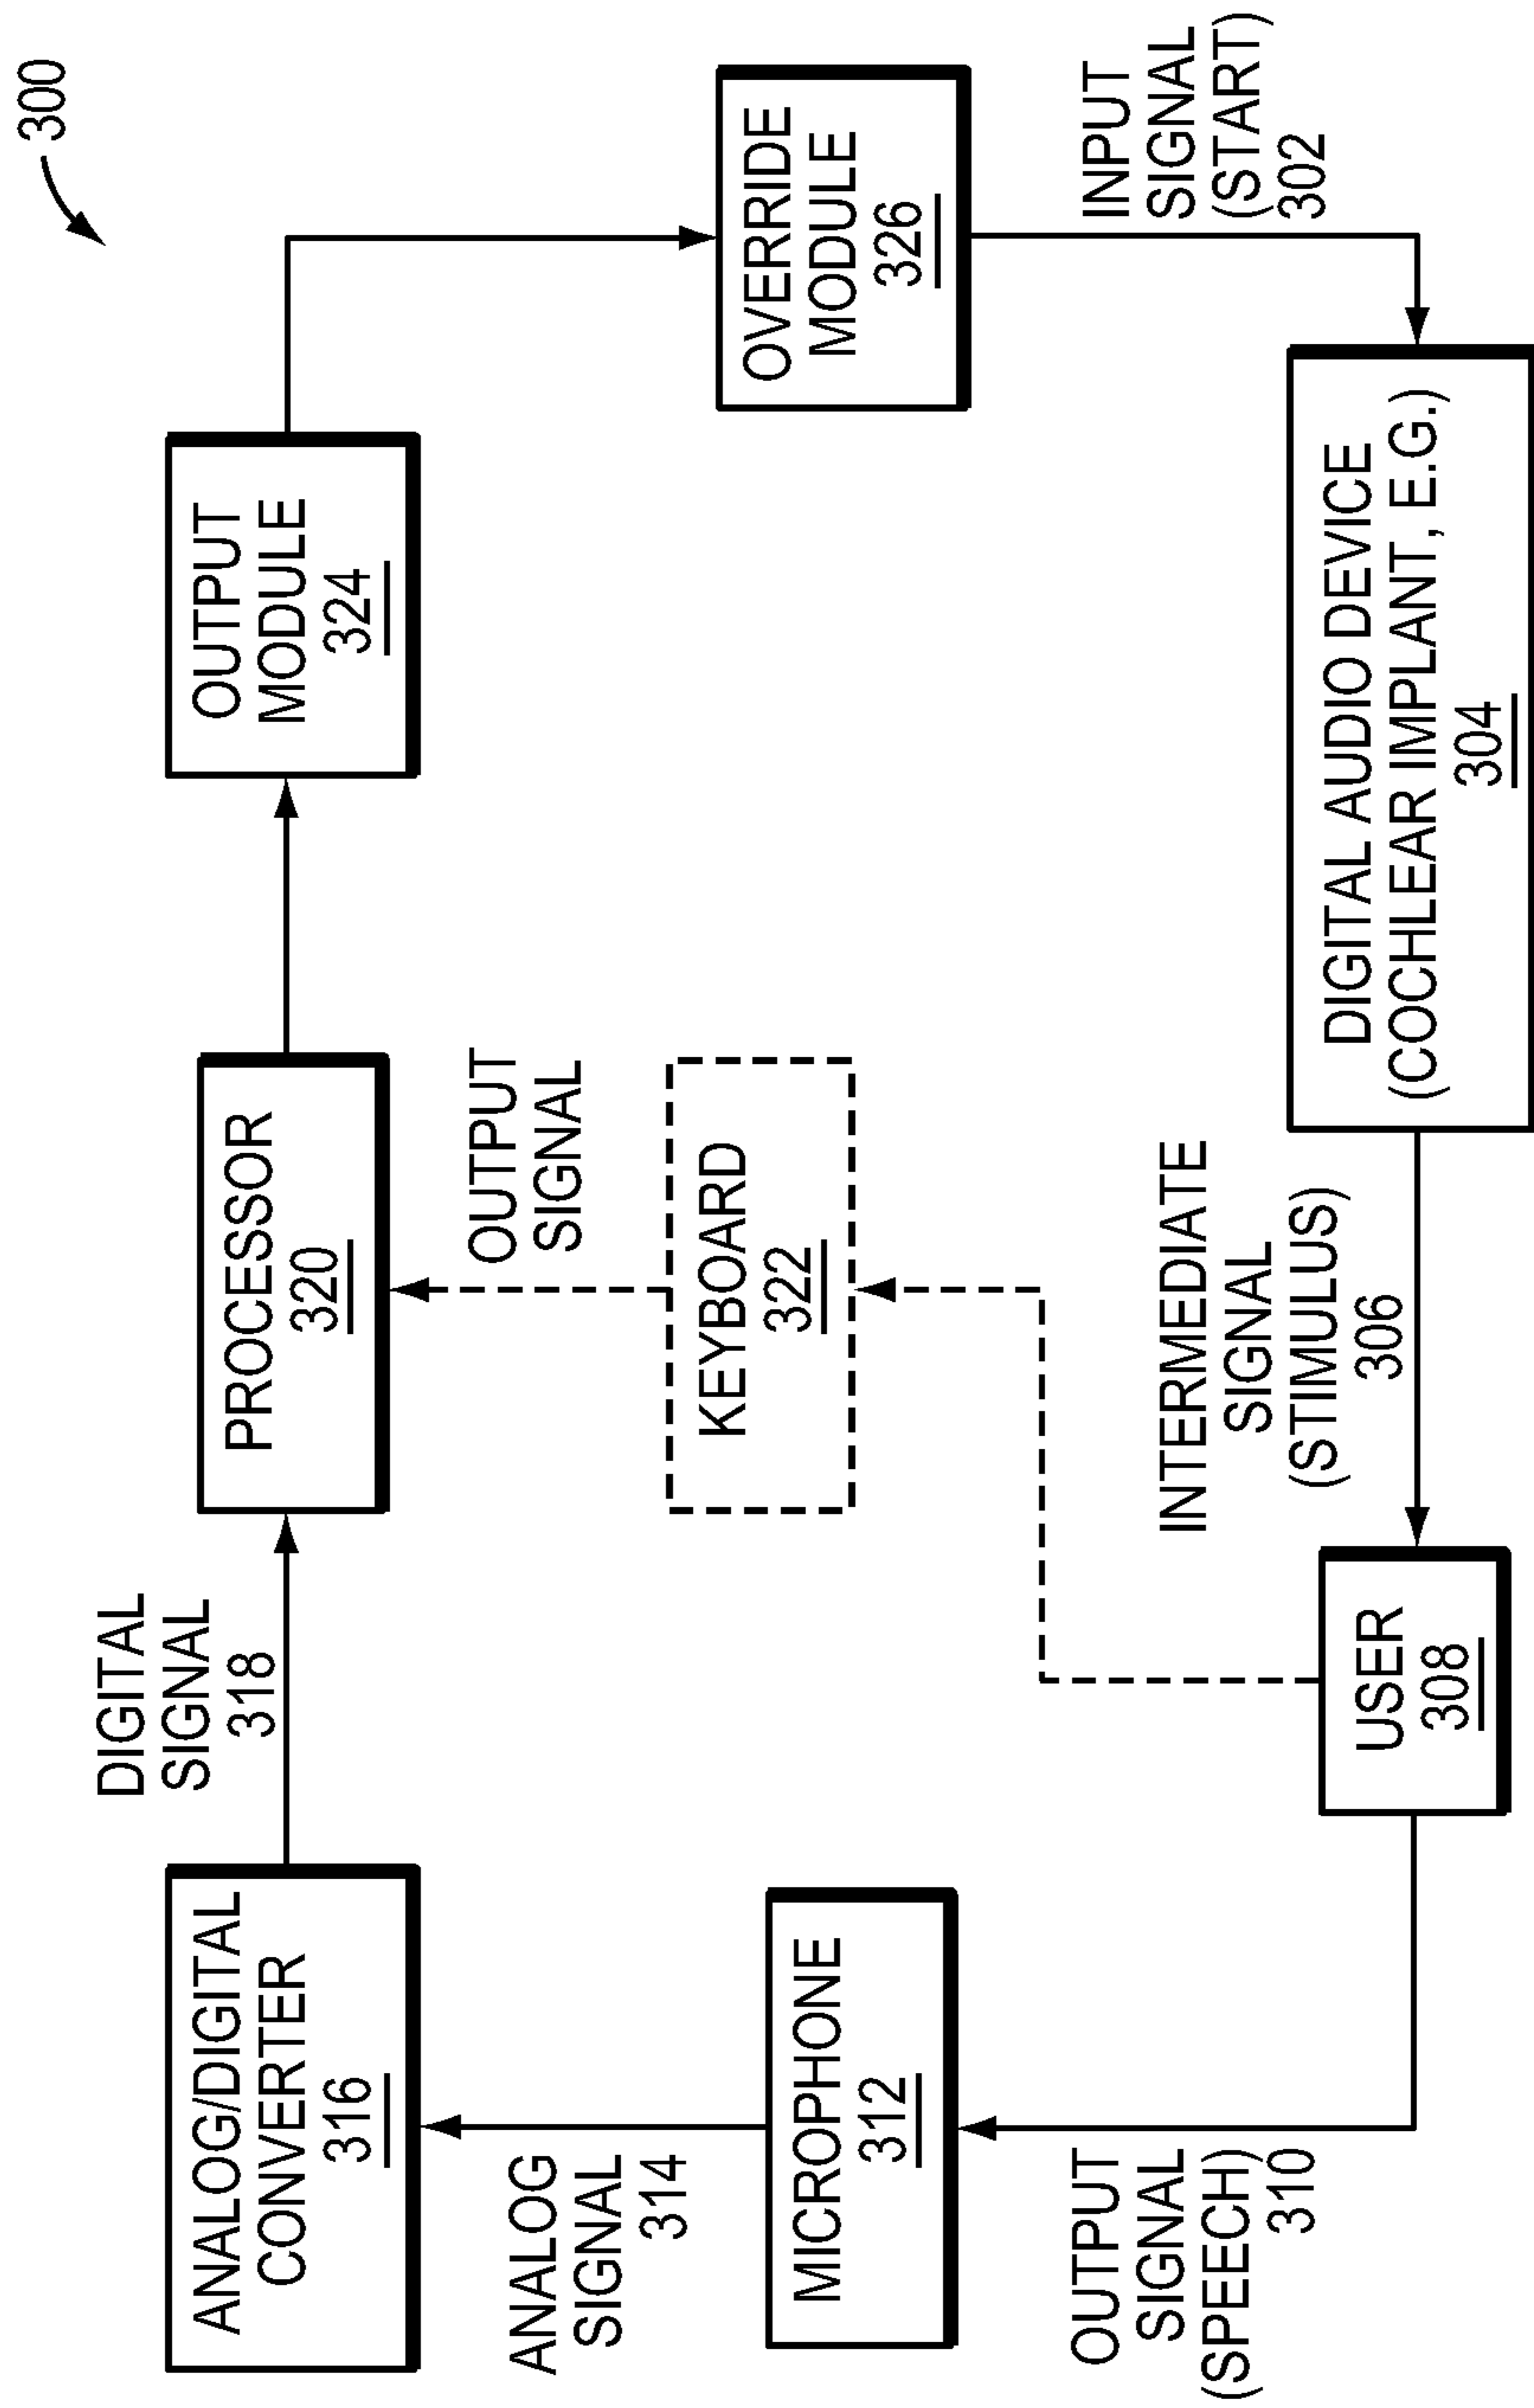 300
DIGITAL
SIGNAL
318
ANALOG/DIGITAL
CONVERTER
316
PROCESSOR
320
OUTPUT
MODULE
324
ANALOG
SIGNAL
314
OUTPUT
SIGNAL
KEYBOARD
322
MICROPHONE
312
OVERRIDE
MODULE
326
OUTPUT
SIGNAL
(SPEECH)
310
INTERMEDIATE
SIGNAL
(STIMULUS)
306
INPUT
SIGNAL
(START)
302
USER
308
DIGITAL AUDIO DEVICE
(COCHLEAR IMPLANT, E.G.)
304